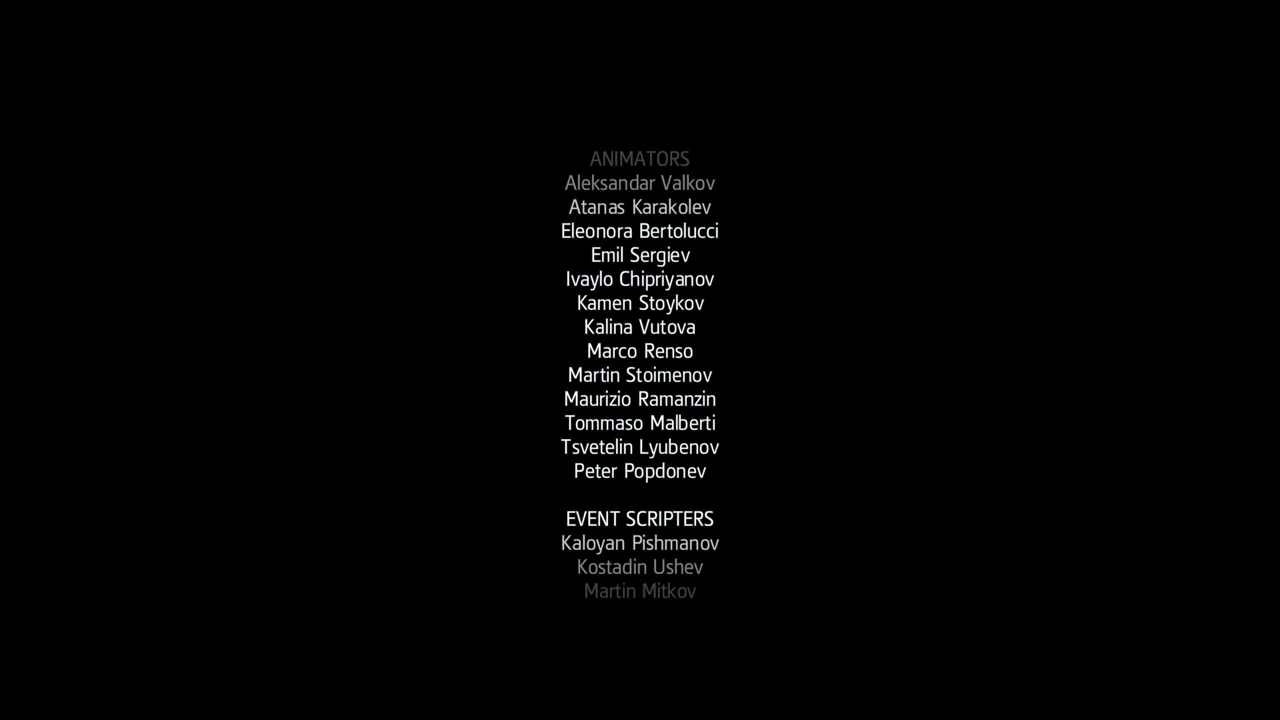 ANIMATORS
Aleksandar Valkov
Atanas Karakolev
Eleonora Bertolucci
Emil Sergiev
Ivaylo Chipriyanov
Kamen Stoykov
Kalina Vutova
Marco Renso
Martin Stoimenov
Maurizio Ramanzin
Tommaso Malberti
Tsvetelin Lyubenov
Peter Popdonev
EVENT SCRIPTERS
Kaloyan Pishmanov
Kostadin Ushev
Martin Mitkov